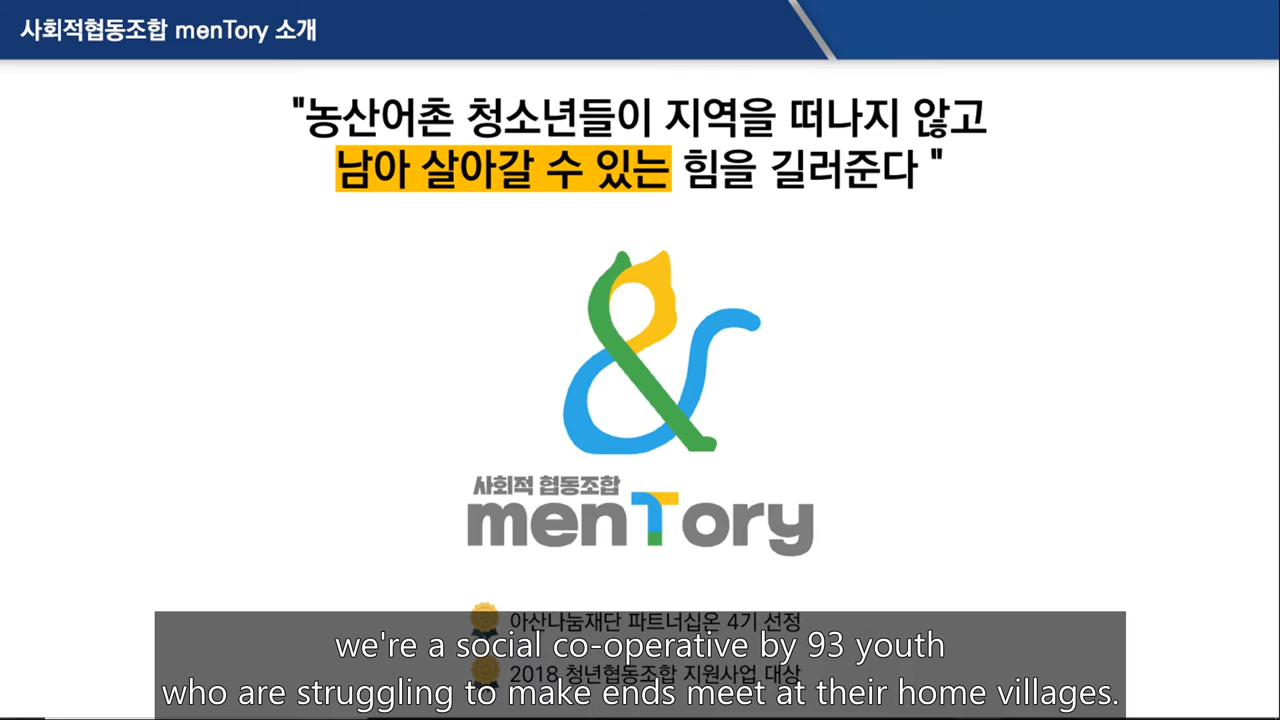 사회적협동조합 menTory 소개
"농산어촌 청소년들이 지역을 떠나지 않고
남아 살아갈 수 있는 힘을 길러준다 "
사회적 협동조합
menTory
아산나눔재단 파트너십온 4기 선정
we're a social co-operative by 93 youth
2018 청년협동조합 지원사업 대상
who are struggling to make ends meet at their home villages.